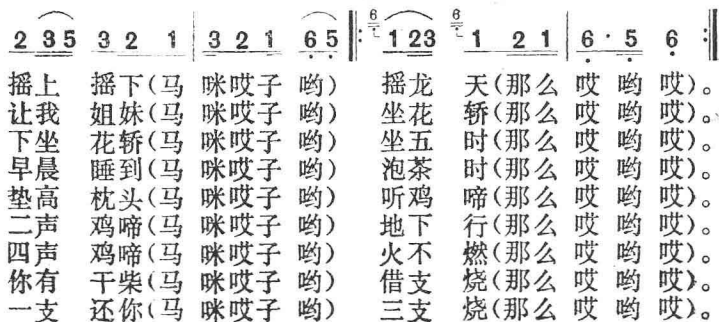 2 35 3 2 1 | 3 2 1 6 5 ‖: 6 1 23 6 1 2 1 | 6 · 5 6 :‖
摇上 摇下(马 咪哎子 哟) 摇龙 天(那么 哎 哟 哎)。
让我 姐妹(马 咪哎子 哟) 坐花 轿(那么 哎 哟 哎)。
下坐 花轿(马 咪哎子 哟) 坐五 时(那么 哎 哟 哎)。
早晨 睡到(马 咪哎子 哟) 泡茶 时(那么 哎 哟 哎)。
垫高 枕头(马 咪哎子 哟) 听鸡 啼(那么 哎 哟 哎)。
二声 鸡啼(马 咪哎子 哟) 地下 行(那么 哎 哟 哎)。
四声 鸡啼(马 咪哎子 哟) 火不 燃(那么 哎 哟 哎)。
你有 干柴(马 咪哎子 哟) 借支 烧(那么 哎 哟 哎)。
一支 还你(马 咪哎子 哟) 三支 烧(那么 哎 哟 哎)。